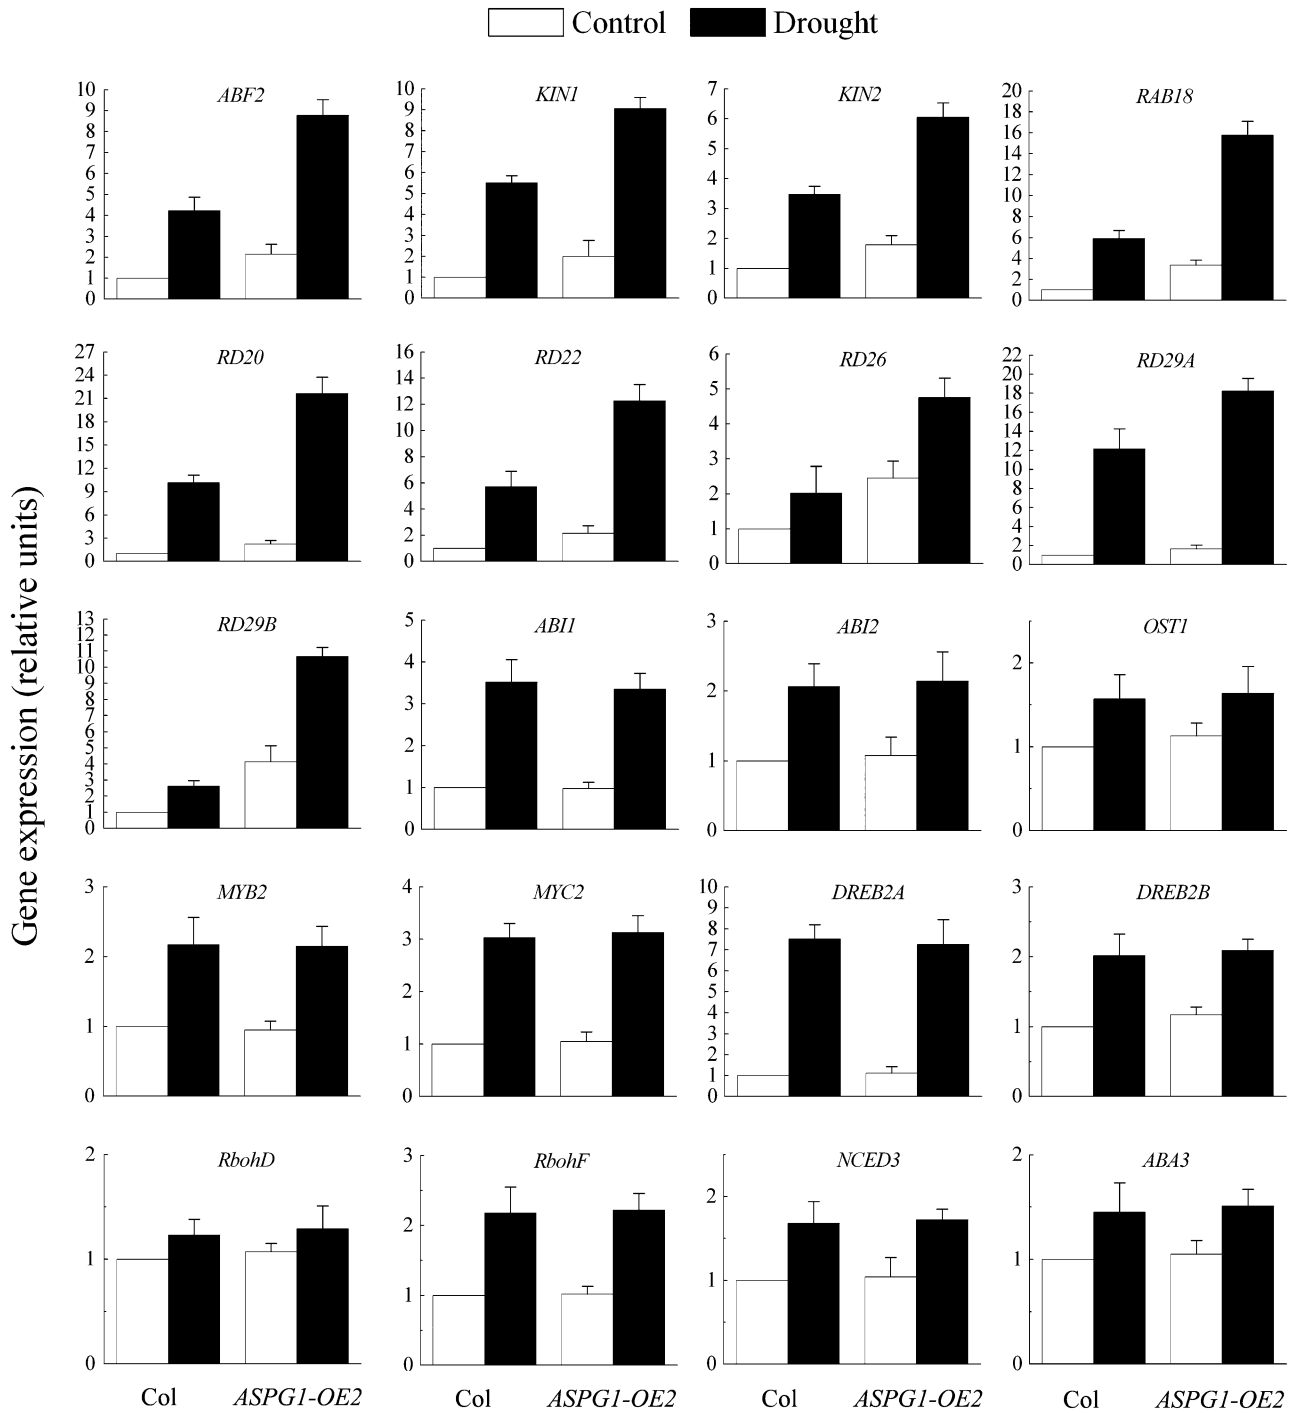 Control Drought
Gene expression (relative units)
ABF2 KIN1 KIN2 RAB18
10 9 8 7 6 5 4 3 2 1 0
10 9 8 7 6 5 4 3 2 1 0
7 6 5 4 3 2 1 0
20 18 16 14 12 10 8 6 4 2 0
RD20 RD22 RD26 RD29A
27 24 21 18 15 12 9 6 3 0
16 14 12 10 8 6 4 2 0
6 5 4 3 2 1 0
22 20 18 16 14 12 10 8 6 4 2 0
RD29B ABI1 ABI2 OST1
13 12 11 10 9 8 7 6 5 4 3 2 1 0
5 4 3 2 1 0
3 2 1 0
2 1 0
MYB2 MYC2 DREB2A DREB2B
3 2 1 0
4 3 2 1 0
10 9 8 7 6 5 4 3 2 1 0
3 2 1 0
RbohD RbohF NCED3 ABA3
2 1 0
3 2 1 0
2 1 0
2 1 0
Col ASPG1-OE2 Col ASPG1-OE2 Col ASPG1-OE2 Col ASPG1-OE2